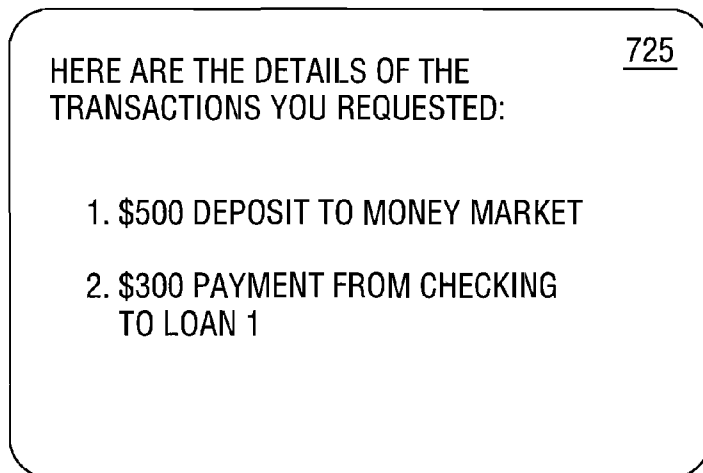 725
HERE ARE THE DETAILS OF THE
TRANSACTIONS YOU REQUESTED:
1. $500 DEPOSIT TO MONEY MARKET
2. $300 PAYMENT FROM CHECKING
TO LOAN 1